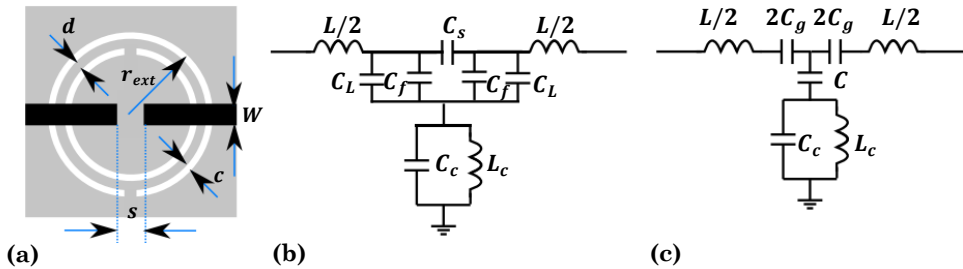 d
r_ext
W
c
s
(a)
L/2 C_s L/2
C_L C_f C_f C_L
C_c L_c
(b)
L/2 2C_g 2C_g L/2
C
C_c L_c
(c)